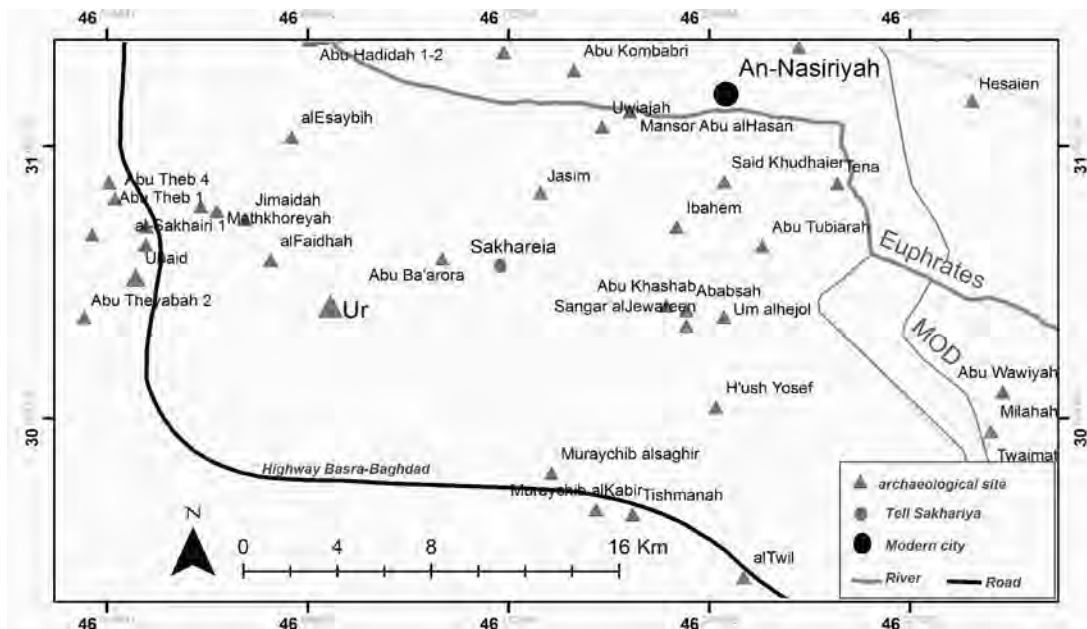 46 46 46 46 46
Abu Hadidah 1-2
Abu Kombabri
An-Nasiriyah
Hesaien
alEsaybih
Uwiajah
Mansor Abu alHasan
31 31
Abu Theb 4
Said Khudhaier
Tena
Abu Theb 1
Jimaidah
Jasim
Mathkhoreyah
al-Sakhairi 1
Ibahem
Abu Tubiarah
alFaidhah
Sakhareia
Ubaid
Abu Ba'arora
Euphrates
Abu Theyabah 2
Ur
Abu Khashab
Ababsah
Sangar alJewateen
Um alhejol
MOD
Abu Wawiyah
H'ush Yosef
30 30
Milahah
Muraychib alsaghir
Twaimat
Highway Basra-Baghdad
Muraychib alKabir
Tishmanah
archaeological site
Tell Sakhariya
Modern city
River
Road
N
0 4 8 16 Km
alTwil
46 46 46 46 46